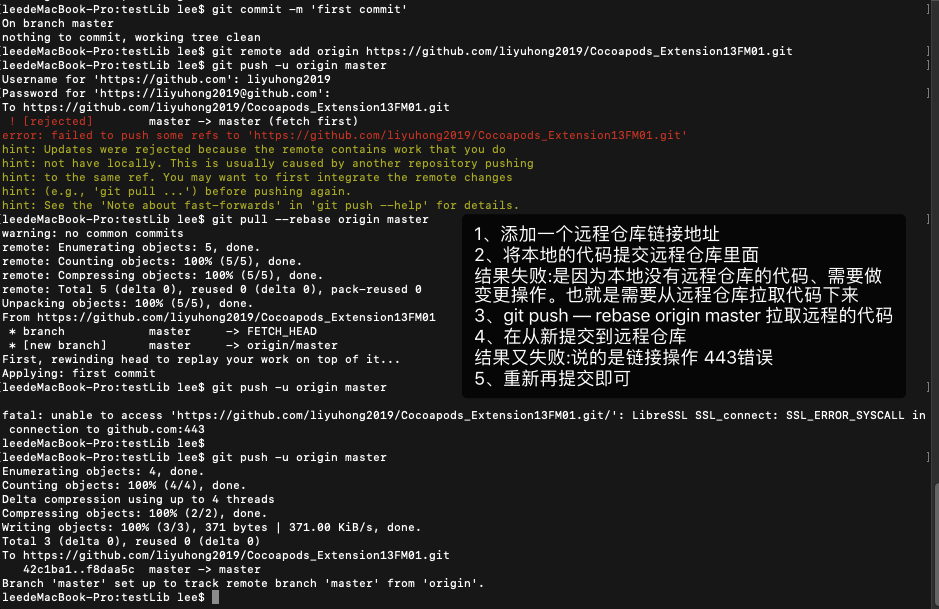 [leedeMacBook-Pro:testLib lee$ git commit -m 'first commit' ]
On branch master
nothing to commit, working tree clean
[leedeMacBook-Pro:testLib lee$ git remote add origin https://github.com/liyuhong2019/Cocoapods_Extension13FM01.git ]
[leedeMacBook-Pro:testLib lee$ git push -u origin master ]
Username for 'https://github.com': liyuhong2019
Password for 'https://liyuhong2019@github.com': ]
To https://github.com/liyuhong2019/Cocoapods_Extension13FM01.git
 ! [rejected]        master -> master (fetch first)
error: failed to push some refs to 'https://github.com/liyuhong2019/Cocoapods_Extension13FM01.git'
hint: Updates were rejected because the remote contains work that you do
hint: not have locally. This is usually caused by another repository pushing
hint: to the same ref. You may want to first integrate the remote changes
hint: (e.g., 'git pull ...') before pushing again.
hint: See the 'Note about fast-forwards' in 'git push --help' for details.
[leedeMacBook-Pro:testLib lee$ git pull --rebase origin master
warning: no common commits
remote: Enumerating objects: 5, done.
remote: Counting objects: 100% (5/5), done.
remote: Compressing objects: 100% (5/5), done.
remote: Total 5 (delta 0), reused 0 (delta 0), pack-reused 0
Unpacking objects: 100% (5/5), done.
From https://github.com/liyuhong2019/Cocoapods_Extension13FM01
 * branch            master     -> FETCH_HEAD
 * [new branch]      master     -> origin/master
First, rewinding head to replay your work on top of it...
Applying: first commit
[leedeMacBook-Pro:testLib lee$ git push -u origin master ]
1、添加一个远程仓库链接地址
2、将本地的代码提交远程仓库里面
结果失败:是因为本地没有远程仓库的代码、需要做
变更操作。也就是需要从远程仓库拉取代码下来
3、git push — rebase origin master 拉取远程的代码
4、在从新提交到远程仓库
结果又失败:说的是链接操作 443错误
5、重新再提交即可
fatal: unable to access 'https://github.com/liyuhong2019/Cocoapods_Extension13FM01.git/': LibreSSL SSL_connect: SSL_ERROR_SYSCALL in
 connection to github.com:443
leedeMacBook-Pro:testLib lee$
[leedeMacBook-Pro:testLib lee$ git push -u origin master ]
Enumerating objects: 4, done.
Counting objects: 100% (4/4), done.
Delta compression using up to 4 threads
Compressing objects: 100% (2/2), done.
Writing objects: 100% (3/3), 371 bytes | 371.00 KiB/s, done.
Total 3 (delta 0), reused 0 (delta 0)
To https://github.com/liyuhong2019/Cocoapods_Extension13FM01.git
   42c1ba1..f8daa5c  master -> master
Branch 'master' set up to track remote branch 'master' from 'origin'.
leedeMacBook-Pro:testLib lee$